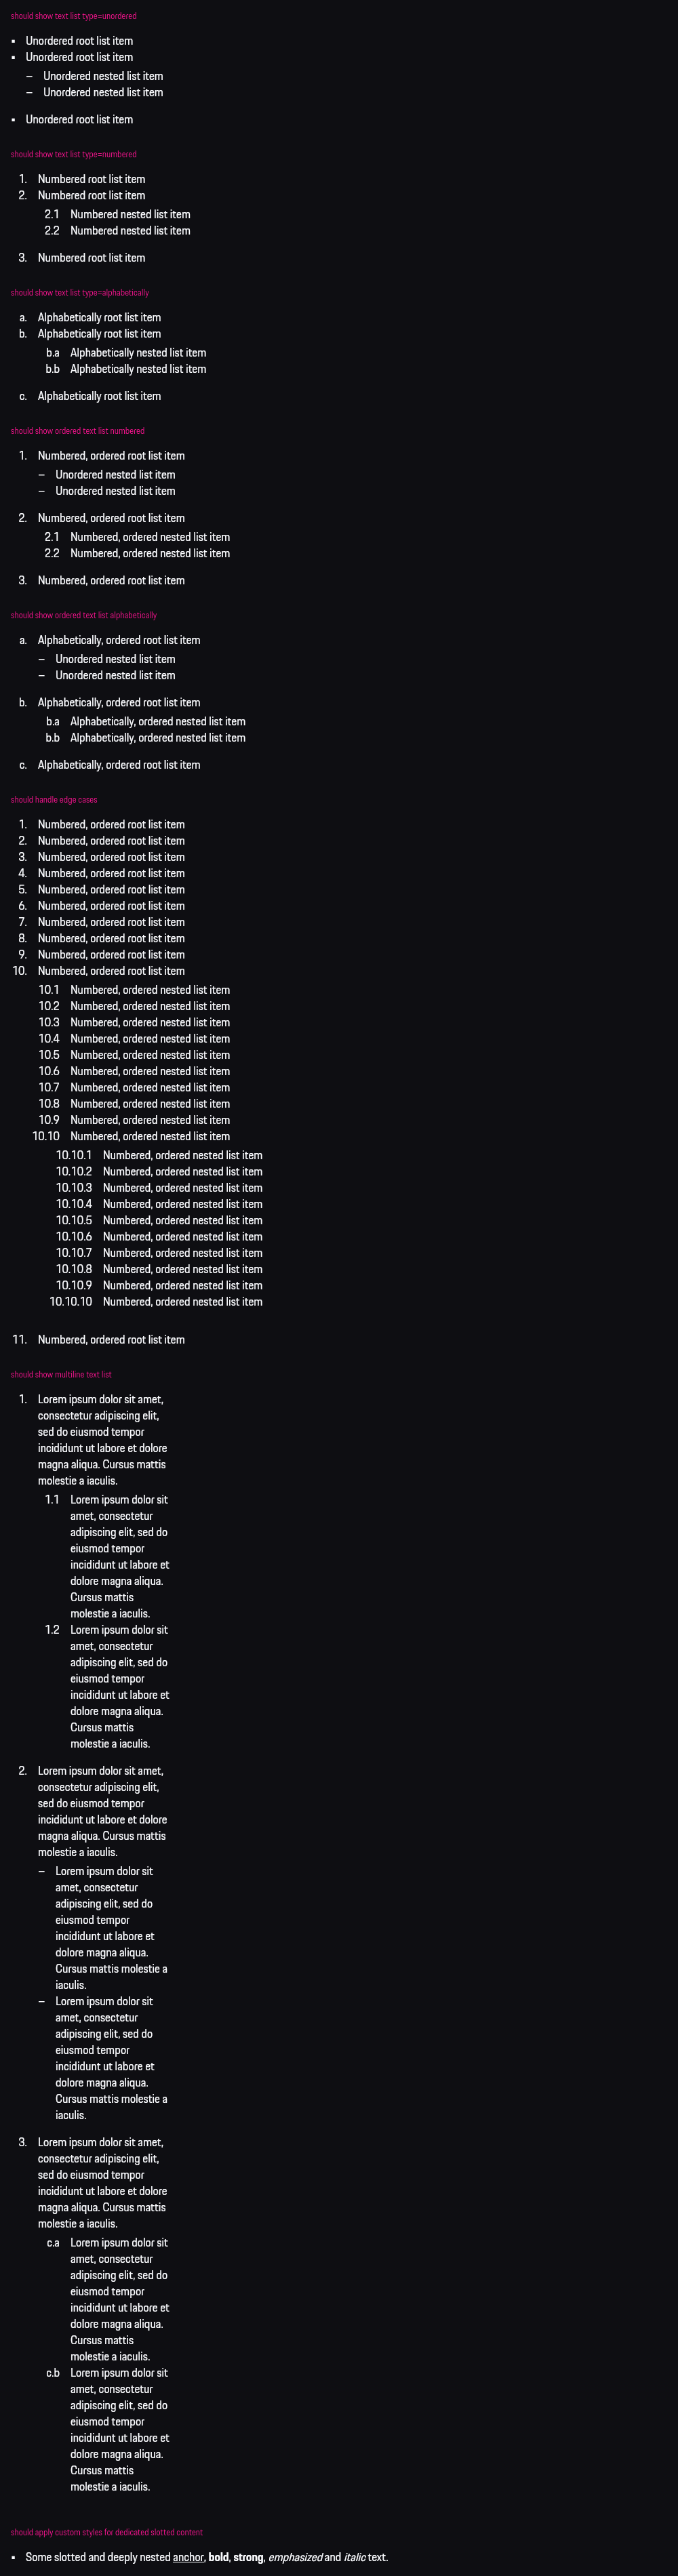 should show text list type=unordered
• Unordered root list item
• Unordered root list item
– Unordered nested list item
– Unordered nested list item
• Unordered root list item
should show text list type=numbered
1. Numbered root list item
2. Numbered root list item
2.1 Numbered nested list item
2.2 Numbered nested list item
3. Numbered root list item
should show text list type=alphabetically
a. Alphabetically root list item
b. Alphabetically root list item
b.a Alphabetically nested list item
b.b Alphabetically nested list item
c. Alphabetically root list item
should show ordered text list numbered
1. Numbered, ordered root list item
– Unordered nested list item
– Unordered nested list item
2. Numbered, ordered root list item
2.1 Numbered, ordered nested list item
2.2 Numbered, ordered nested list item
3. Numbered, ordered root list item
should show ordered text list alphabetically
a. Alphabetically, ordered root list item
– Unordered nested list item
– Unordered nested list item
b. Alphabetically, ordered root list item
b.a Alphabetically, ordered nested list item
b.b Alphabetically, ordered nested list item
c. Alphabetically, ordered root list item
should handle edge cases
1. Numbered, ordered root list item
2. Numbered, ordered root list item
3. Numbered, ordered root list item
4. Numbered, ordered root list item
5. Numbered, ordered root list item
6. Numbered, ordered root list item
7. Numbered, ordered root list item
8. Numbered, ordered root list item
9. Numbered, ordered root list item
10. Numbered, ordered root list item
10.1 Numbered, ordered nested list item
10.2 Numbered, ordered nested list item
10.3 Numbered, ordered nested list item
10.4 Numbered, ordered nested list item
10.5 Numbered, ordered nested list item
10.6 Numbered, ordered nested list item
10.7 Numbered, ordered nested list item
10.8 Numbered, ordered nested list item
10.9 Numbered, ordered nested list item
10.10 Numbered, ordered nested list item
10.10.1 Numbered, ordered nested list item
10.10.2 Numbered, ordered nested list item
10.10.3 Numbered, ordered nested list item
10.10.4 Numbered, ordered nested list item
10.10.5 Numbered, ordered nested list item
10.10.6 Numbered, ordered nested list item
10.10.7 Numbered, ordered nested list item
10.10.8 Numbered, ordered nested list item
10.10.9 Numbered, ordered nested list item
10.10.10 Numbered, ordered nested list item
11. Numbered, ordered root list item
should show multiline text list
1. Lorem ipsum dolor sit amet,
consectetur adipiscing elit,
sed do eiusmod tempor
incididunt ut labore et dolore
magna aliqua. Cursus mattis
molestie a iaculis.
1.1 Lorem ipsum dolor sit
amet, consectetur
adipiscing elit, sed do
eiusmod tempor
incididunt ut labore et
dolore magna aliqua.
Cursus mattis
molestie a iaculis.
1.2 Lorem ipsum dolor sit
amet, consectetur
adipiscing elit, sed do
eiusmod tempor
incididunt ut labore et
dolore magna aliqua.
Cursus mattis
molestie a iaculis.
2. Lorem ipsum dolor sit amet,
consectetur adipiscing elit,
sed do eiusmod tempor
incididunt ut labore et dolore
magna aliqua. Cursus mattis
molestie a iaculis.
– Lorem ipsum dolor sit
amet, consectetur
adipiscing elit, sed do
eiusmod tempor
incididunt ut labore et
dolore magna aliqua.
Cursus mattis molestie a
iaculis.
– Lorem ipsum dolor sit
amet, consectetur
adipiscing elit, sed do
eiusmod tempor
incididunt ut labore et
dolore magna aliqua.
Cursus mattis molestie a
iaculis.
3. Lorem ipsum dolor sit amet,
consectetur adipiscing elit,
sed do eiusmod tempor
incididunt ut labore et dolore
magna aliqua. Cursus mattis
molestie a iaculis.
c.a Lorem ipsum dolor sit
amet, consectetur
adipiscing elit, sed do
eiusmod tempor
incididunt ut labore et
dolore magna aliqua.
Cursus mattis
molestie a iaculis.
c.b Lorem ipsum dolor sit
amet, consectetur
adipiscing elit, sed do
eiusmod tempor
incididunt ut labore et
dolore magna aliqua.
Cursus mattis
molestie a iaculis.
should apply custom styles for dedicated slotted content
• Some slotted and deeply nested anchor, bold, strong, emphasized and italic text.